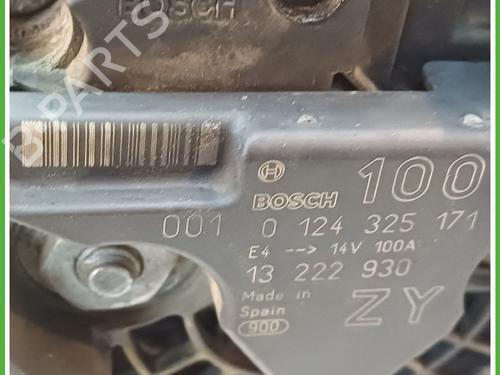 BOSCH
B-PARTS
BOSCH 100
001 0 124 325 171
E4 --> 14V 100A
13 222 930
Made in
Spain
ZY
900